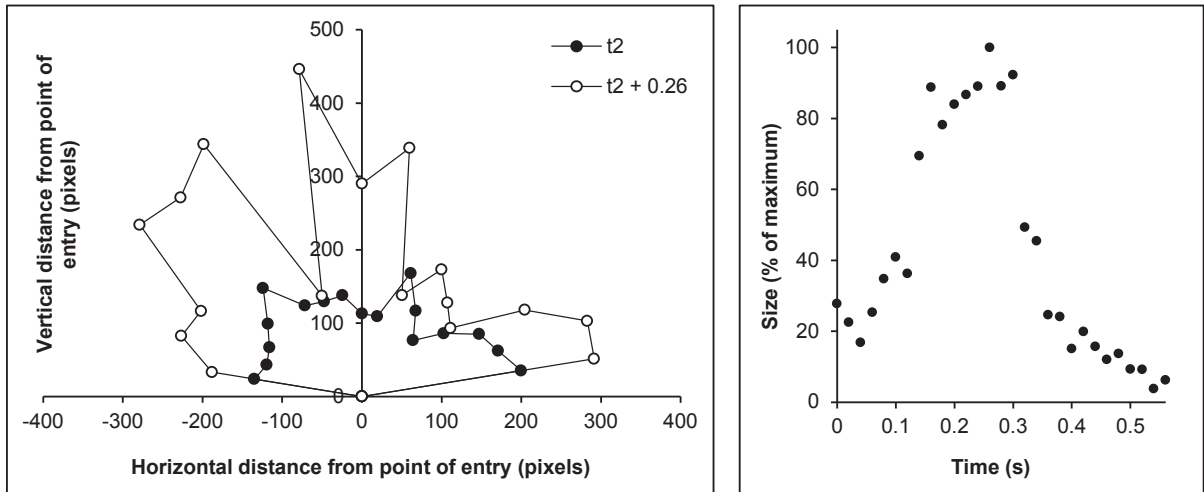 500
400
300
200
100
0
-400 -300 -200 -100 0 100 200 300 400
Vertical distance from point of
entry (pixels)
Horizontal distance from point of entry (pixels)
t2
t2 + 0.26
100
80
60
40
20
0
0 0.1 0.2 0.3 0.4 0.5
Size (% of maximum)
Time (s)